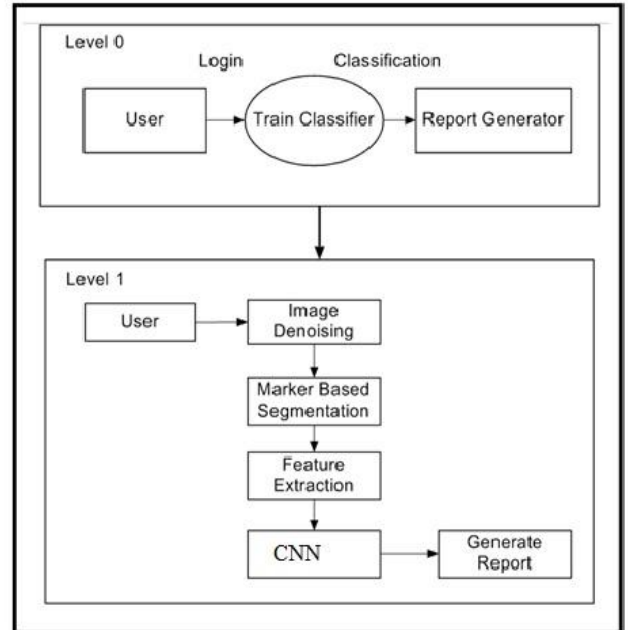 Level 0
Login
Classification
User
Train Classifier
Report Generator
Level 1
User
Image
Denoising
Marker Based
Segmentation
Feature
Extraction
CNN
Generate
Report